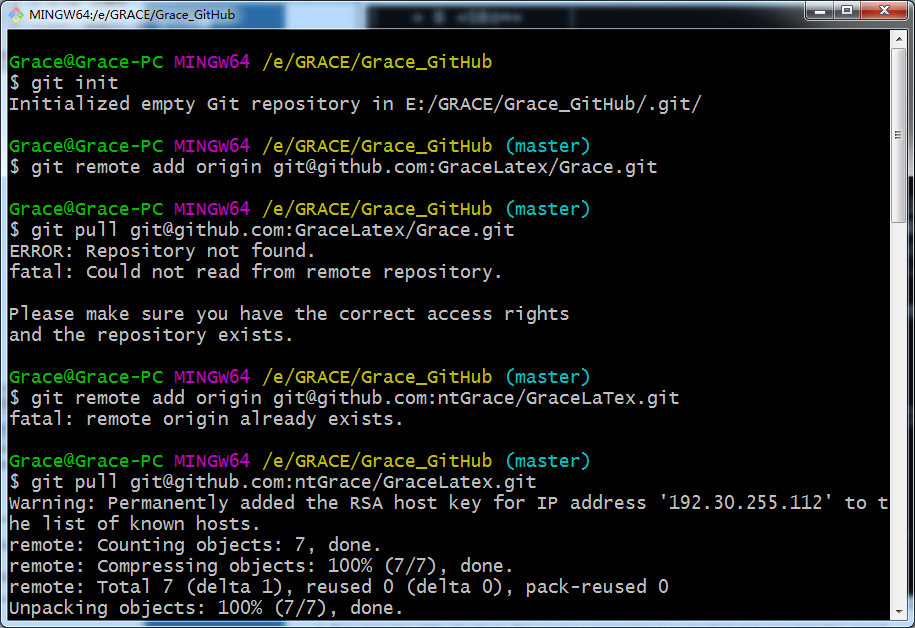 MINGW64:/e/GRACE/Grace_GitHub
Grace@Grace-PC MINGW64 /e/GRACE/Grace_GitHub
$ git init
Initialized empty Git repository in E:/GRACE/Grace_GitHub/.git/
Grace@Grace-PC MINGW64 /e/GRACE/Grace_GitHub (master)
$ git remote add origin git@github.com:GraceLatex/Grace.git
Grace@Grace-PC MINGW64 /e/GRACE/Grace_GitHub (master)
$ git pull git@github.com:GraceLatex/Grace.git
ERROR: Repository not found.
fatal: Could not read from remote repository.
Please make sure you have the correct access rights
and the repository exists.
Grace@Grace-PC MINGW64 /e/GRACE/Grace_GitHub (master)
$ git remote add origin git@github.com:ntGrace/GraceLaTex.git
fatal: remote origin already exists.
Grace@Grace-PC MINGW64 /e/GRACE/Grace_GitHub (master)
$ git pull git@github.com:ntGrace/GraceLatex.git
Warning: Permanently added the RSA host key for IP address '192.30.255.112' to t
he list of known hosts.
remote: Counting objects: 7, done.
remote: Compressing objects: 100% (7/7), done.
remote: Total 7 (delta 1), reused 0 (delta 0), pack-reused 0
Unpacking objects: 100% (7/7), done.